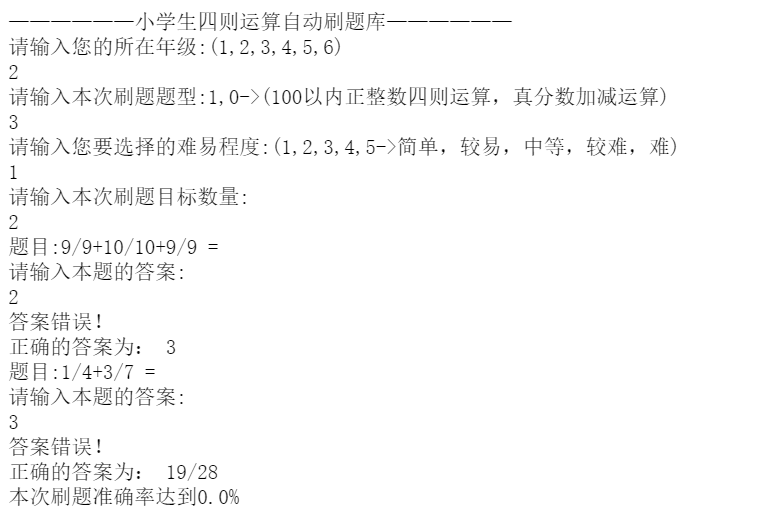 ——————小学生四则运算自动刷题库——————
请输入您的所在年级:(1,2,3,4,5,6)
2
请输入本次刷题题型:1,0->(100以内正整数四则运算，真分数加减运算)
3
请输入您要选择的难易程度:(1,2,3,4,5->简单，较易，中等，较难，难)
1
请输入本次刷题目标数量:
2
题目:9/9+10/10+9/9 =
请输入本题的答案:
2
答案错误！
正确的答案为： 3
题目:1/4+3/7 =
请输入本题的答案:
3
答案错误！
正确的答案为： 19/28
本次刷题准确率达到0.0%